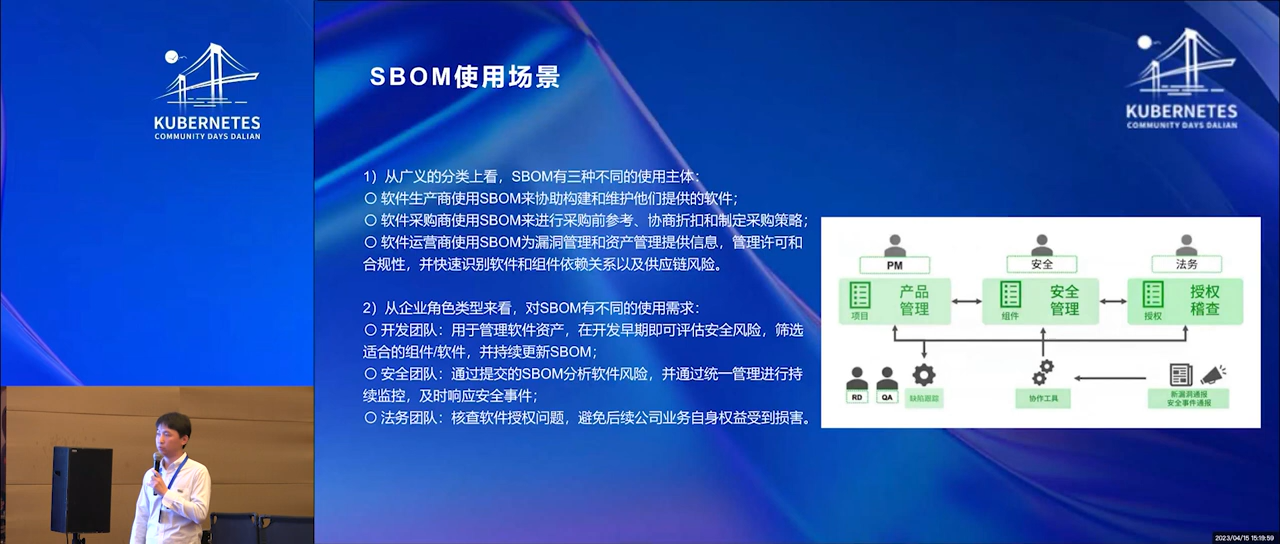 KUBERNETES
COMMUNITY DAYS DALIAN
SBOM使用场景
KUBERNETES
COMMUNITY DAYS DALIAN
1）从广义的分类上看，SBOM有三种不同的使用主体：
〇 软件生产商使用SBOM来协助构建和维护他们提供的软件；
〇 软件采购商使用SBOM来进行采购前参考、协商折扣和制定采购策略；
〇 软件运营商使用SBOM为漏洞管理和资产管理提供信息，管理许可和
合规性，并快速识别软件和组件依赖关系以及供应链风险。
2）从企业角色类型来看，对SBOM有不同的使用需求：
〇 开发团队：用于管理软件资产，在开发早期即可评估安全风险，筛选
适合的组件/软件，并持续更新SBOM；
〇 安全团队：通过提交的SBOM分析软件风险，并通过统一管理进行持
续监控，及时响应安全事件；
〇 法务团队：核查软件授权问题，避免后续公司业务自身权益受到损害。
PM
安全
法务
项目
产品
管理
组件
安全
管理
授权
授权
稽查
RD
QA
缺陷跟踪
协作工具
新漏洞通报
安全事件通报
2023/04/15 15:19:59